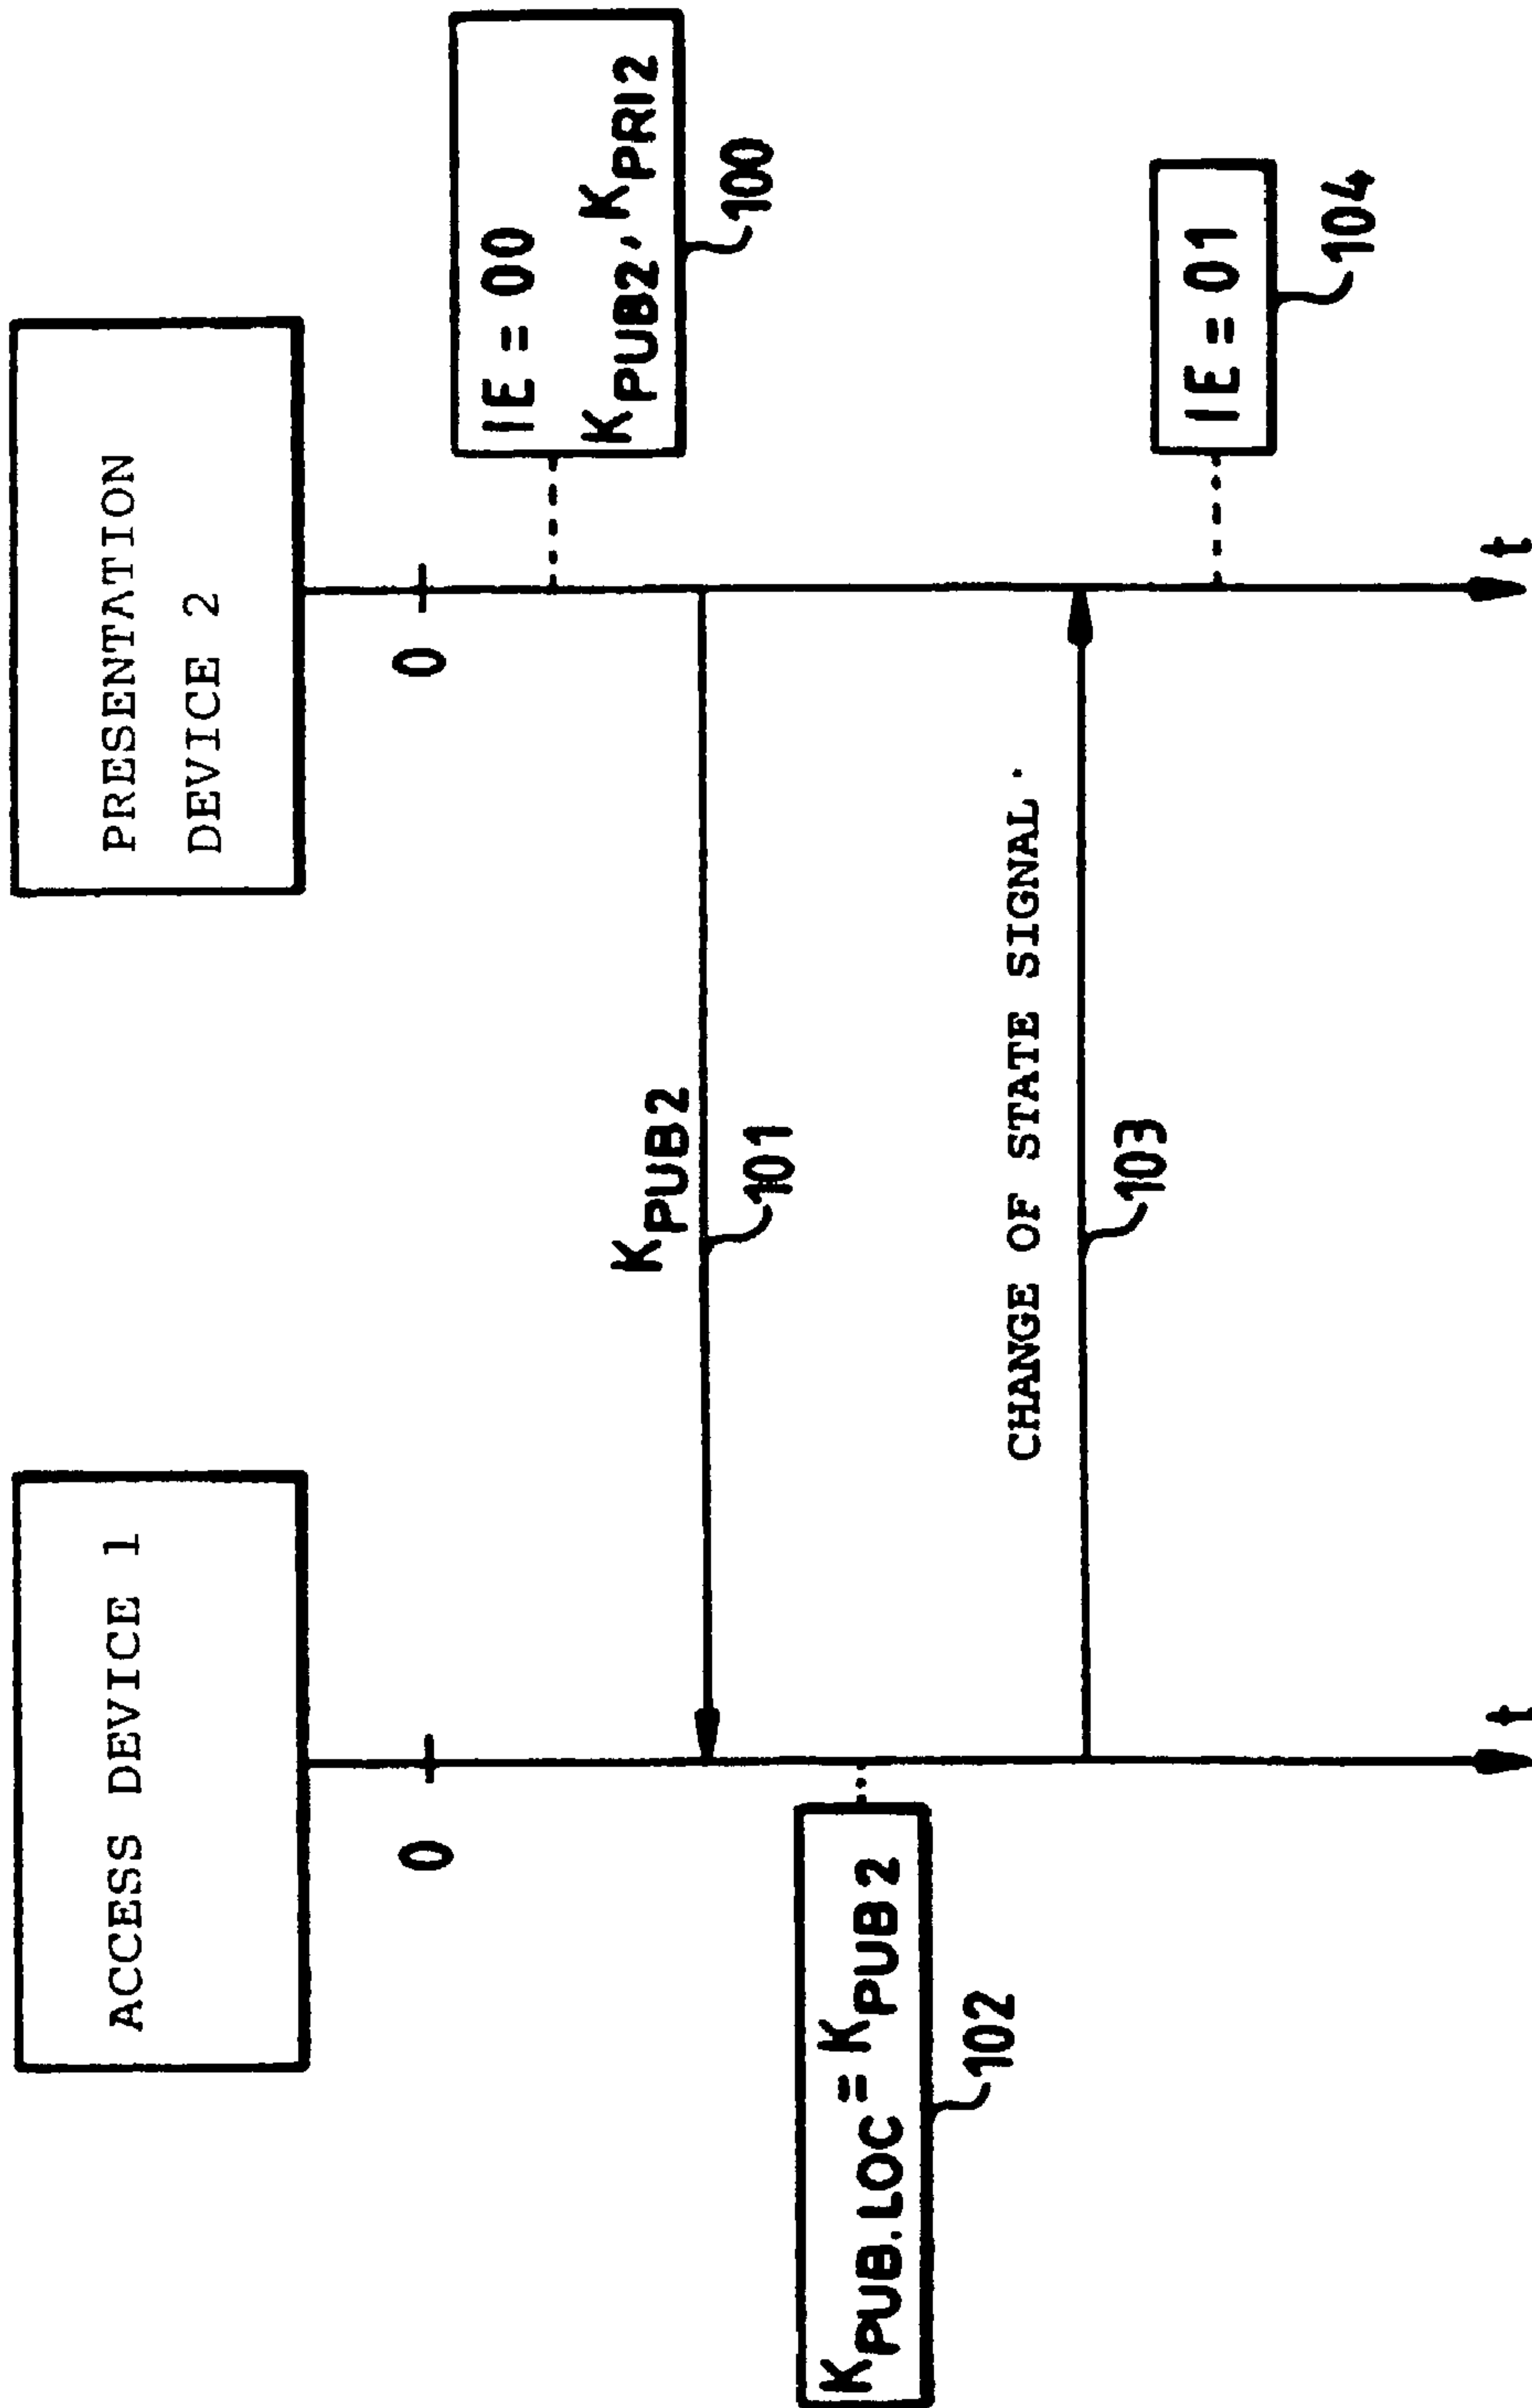 ACCESS DEVICE 1
PRESENTATION
DEVICE 2
0
0
IE = 00
KPUB2, KPRI2
100
KPUB2
101
KPUB.LOC = KPUB2
102
CHANGE OF STATE SIGNAL.
103
IE = 01
104
t
t